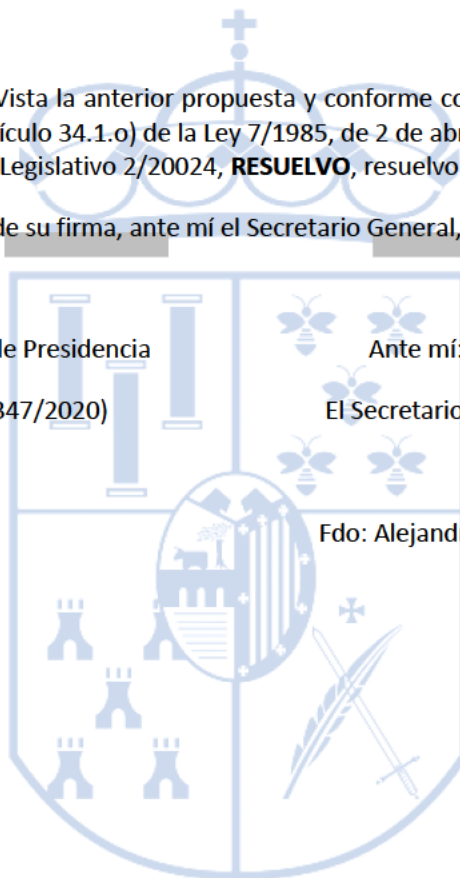 Vista la anterior propuesta y conforme co
ículo 34.1.o) de la Ley 7/1985, de 2 de abr
Legislativo 2/20024, RESUELVO, resuelvo
de su firma, ante mí el Secretario General,
de Presidencia
Ante mí:
347/2020)
El Secretario
Fdo: Alejand